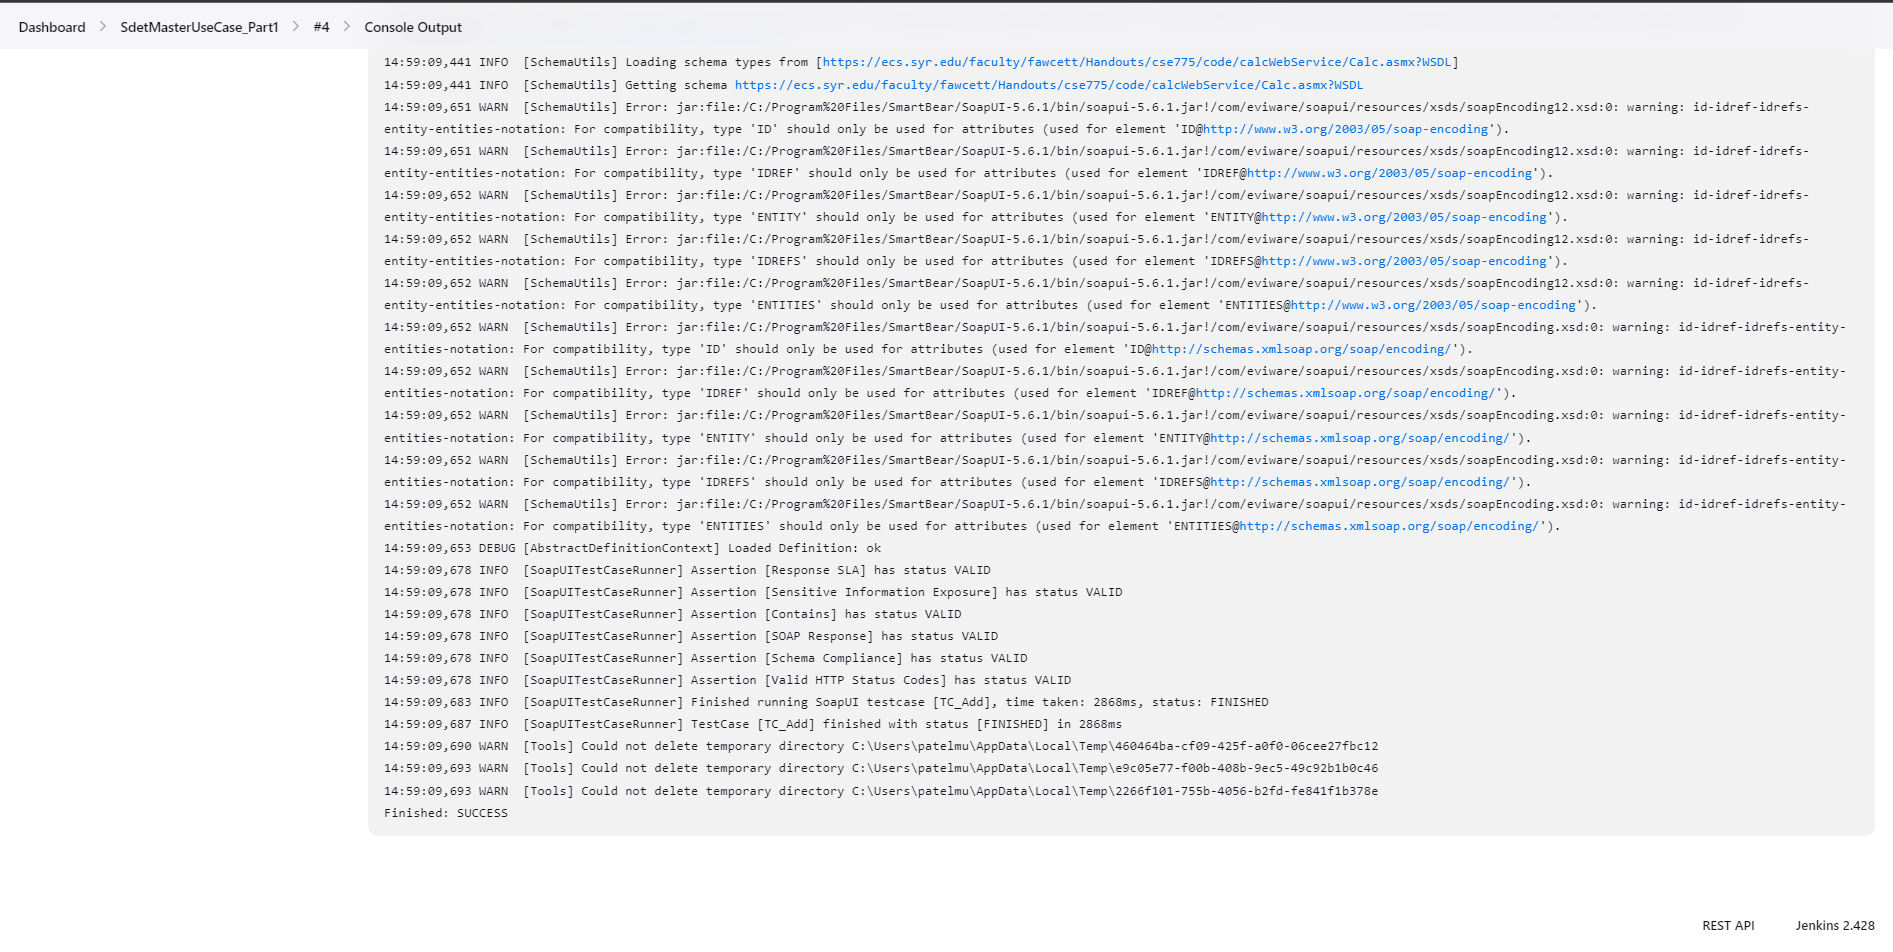 Dashboard > SdetMasterUseCase_Part1 > #4 > Console Output
14:59:09,441 INFO  [SchemaUtils] Loading schema types from [https://ecs.syr.edu/faculty/fawcett/Handouts/cse775/code/calcWebService/Calc.asmx?WSDL]
14:59:09,441 INFO  [SchemaUtils] Getting schema https://ecs.syr.edu/faculty/fawcett/Handouts/cse775/code/calcWebService/Calc.asmx?WSDL
14:59:09,651 WARN  [SchemaUtils] Error: jar:file:/C:/Program%20Files/SmartBear/SoapUI-5.6.1/bin/soapui-5.6.1.jar!/com/eviware/soapui/resources/xsds/soapEncoding12.xsd:0: warning: id-idref-idrefs-
entity-entities-notation: For compatibility, type 'ID' should only be used for attributes (used for element 'ID@http://www.w3.org/2003/05/soap-encoding').
14:59:09,651 WARN  [SchemaUtils] Error: jar:file:/C:/Program%20Files/SmartBear/SoapUI-5.6.1/bin/soapui-5.6.1.jar!/com/eviware/soapui/resources/xsds/soapEncoding12.xsd:0: warning: id-idref-idrefs-
entity-entities-notation: For compatibility, type 'IDREF' should only be used for attributes (used for element 'IDREF@http://www.w3.org/2003/05/soap-encoding').
14:59:09,652 WARN  [SchemaUtils] Error: jar:file:/C:/Program%20Files/SmartBear/SoapUI-5.6.1/bin/soapui-5.6.1.jar!/com/eviware/soapui/resources/xsds/soapEncoding12.xsd:0: warning: id-idref-idrefs-
entity-entities-notation: For compatibility, type 'ENTITY' should only be used for attributes (used for element 'ENTITY@http://www.w3.org/2003/05/soap-encoding').
14:59:09,652 WARN  [SchemaUtils] Error: jar:file:/C:/Program%20Files/SmartBear/SoapUI-5.6.1/bin/soapui-5.6.1.jar!/com/eviware/soapui/resources/xsds/soapEncoding12.xsd:0: warning: id-idref-idrefs-
entity-entities-notation: For compatibility, type 'IDREFS' should only be used for attributes (used for element 'IDREFS@http://www.w3.org/2003/05/soap-encoding').
14:59:09,652 WARN  [SchemaUtils] Error: jar:file:/C:/Program%20Files/SmartBear/SoapUI-5.6.1/bin/soapui-5.6.1.jar!/com/eviware/soapui/resources/xsds/soapEncoding12.xsd:0: warning: id-idref-idrefs-
entity-entities-notation: For compatibility, type 'ENTITIES' should only be used for attributes (used for element 'ENTITIES@http://www.w3.org/2003/05/soap-encoding').
14:59:09,652 WARN  [SchemaUtils] Error: jar:file:/C:/Program%20Files/SmartBear/SoapUI-5.6.1/bin/soapui-5.6.1.jar!/com/eviware/soapui/resources/xsds/soapEncoding.xsd:0: warning: id-idref-idrefs-entity-
entities-notation: For compatibility, type 'ID' should only be used for attributes (used for element 'ID@http://schemas.xmlsoap.org/soap/encoding/').
14:59:09,652 WARN  [SchemaUtils] Error: jar:file:/C:/Program%20Files/SmartBear/SoapUI-5.6.1/bin/soapui-5.6.1.jar!/com/eviware/soapui/resources/xsds/soapEncoding.xsd:0: warning: id-idref-idrefs-entity-
entities-notation: For compatibility, type 'IDREF' should only be used for attributes (used for element 'IDREF@http://schemas.xmlsoap.org/soap/encoding/').
14:59:09,652 WARN  [SchemaUtils] Error: jar:file:/C:/Program%20Files/SmartBear/SoapUI-5.6.1/bin/soapui-5.6.1.jar!/com/eviware/soapui/resources/xsds/soapEncoding.xsd:0: warning: id-idref-idrefs-entity-
entities-notation: For compatibility, type 'ENTITY' should only be used for attributes (used for element 'ENTITY@http://schemas.xmlsoap.org/soap/encoding/').
14:59:09,652 WARN  [SchemaUtils] Error: jar:file:/C:/Program%20Files/SmartBear/SoapUI-5.6.1/bin/soapui-5.6.1.jar!/com/eviware/soapui/resources/xsds/soapEncoding.xsd:0: warning: id-idref-idrefs-entity-
entities-notation: For compatibility, type 'IDREFS' should only be used for attributes (used for element 'IDREFS@http://schemas.xmlsoap.org/soap/encoding/').
14:59:09,652 WARN  [SchemaUtils] Error: jar:file:/C:/Program%20Files/SmartBear/SoapUI-5.6.1/bin/soapui-5.6.1.jar!/com/eviware/soapui/resources/xsds/soapEncoding.xsd:0: warning: id-idref-idrefs-entity-
entities-notation: For compatibility, type 'ENTITIES' should only be used for attributes (used for element 'ENTITIES@http://schemas.xmlsoap.org/soap/encoding/').
14:59:09,653 DEBUG [AbstractDefinitionContext] Loaded Definition: ok
14:59:09,678 INFO  [SoapUITestCaseRunner] Assertion [Response SLA] has status VALID
14:59:09,678 INFO  [SoapUITestCaseRunner] Assertion [Sensitive Information Exposure] has status VALID
14:59:09,678 INFO  [SoapUITestCaseRunner] Assertion [Contains] has status VALID
14:59:09,678 INFO  [SoapUITestCaseRunner] Assertion [SOAP Response] has status VALID
14:59:09,678 INFO  [SoapUITestCaseRunner] Assertion [Schema Compliance] has status VALID
14:59:09,678 INFO  [SoapUITestCaseRunner] Assertion [Valid HTTP Status Codes] has status VALID
14:59:09,683 INFO  [SoapUITestCaseRunner] Finished running SoapUI testcase [TC_Add], time taken: 2868ms, status: FINISHED
14:59:09,687 INFO  [SoapUITestCaseRunner] TestCase [TC_Add] finished with status [FINISHED] in 2868ms
14:59:09,690 WARN  [Tools] Could not delete temporary directory C:\Users\patelmu\AppData\Local\Temp\460464ba-cf09-425f-a0f0-06cee27fbc12
14:59:09,693 WARN  [Tools] Could not delete temporary directory C:\Users\patelmu\AppData\Local\Temp\e9c05e77-f00b-408b-9ec5-49c92b1b0c46
14:59:09,693 WARN  [Tools] Could not delete temporary directory C:\Users\patelmu\AppData\Local\Temp\2266f101-755b-4056-b2fd-fe841f1b378e
Finished: SUCCESS
REST API Jenkins 2.428